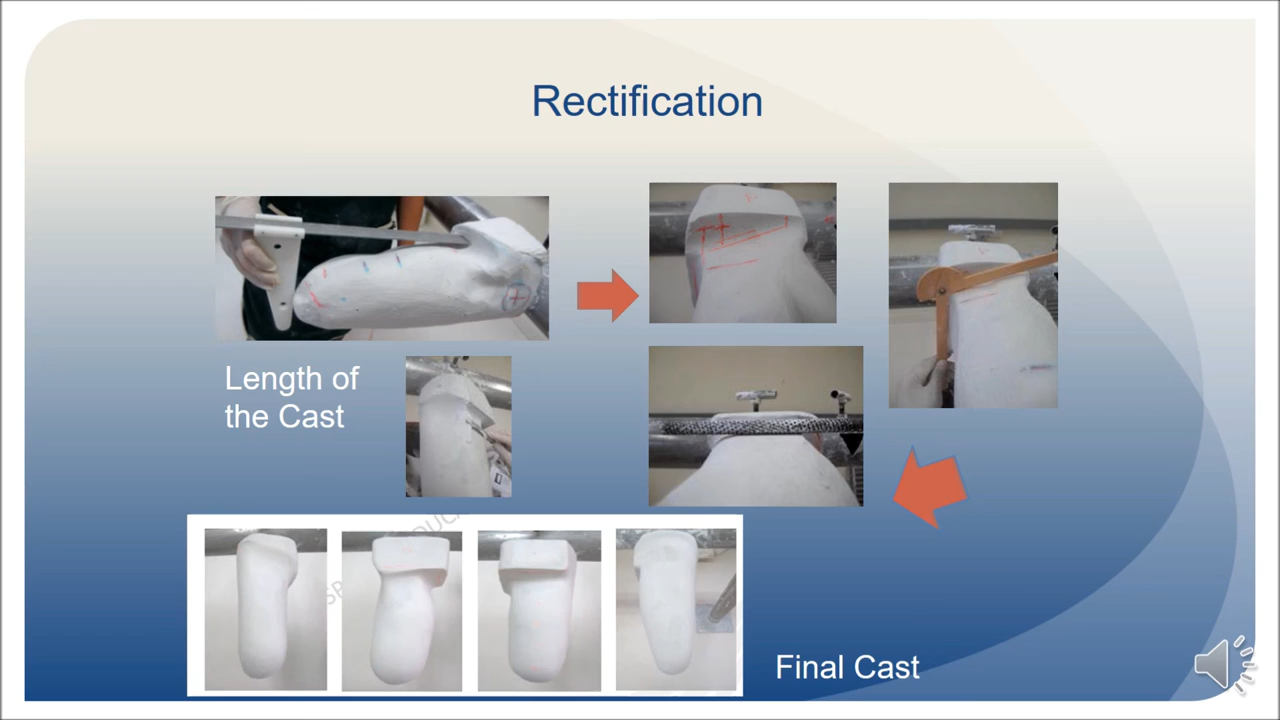 Rectification
Length of
the Cast
Final Cast